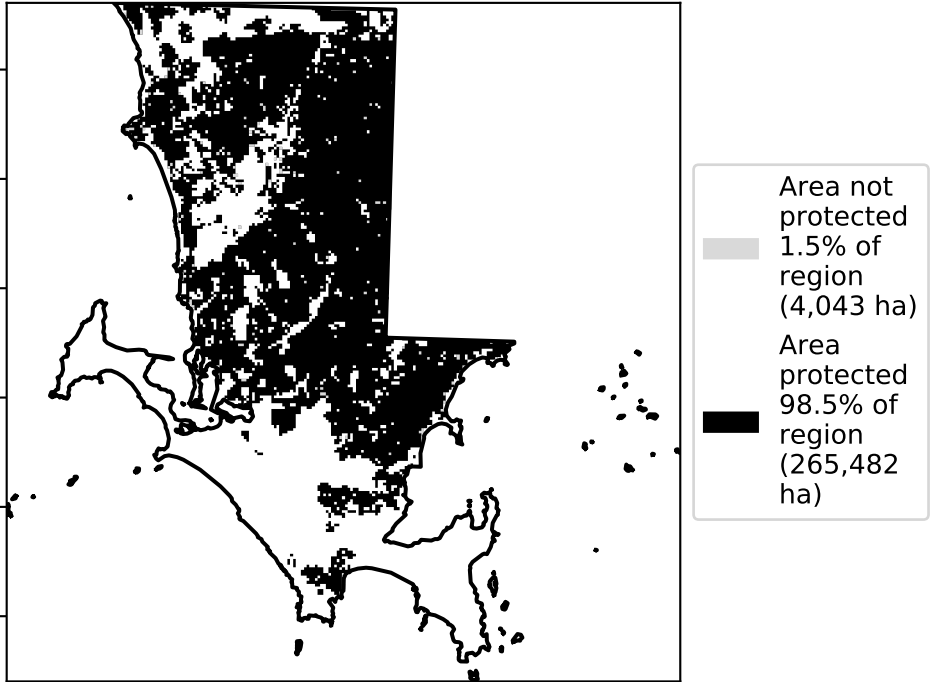 Area not
protected
1.5% of
region
(4,043 ha)
Area
protected
98.5% of
region
(265,482
ha)